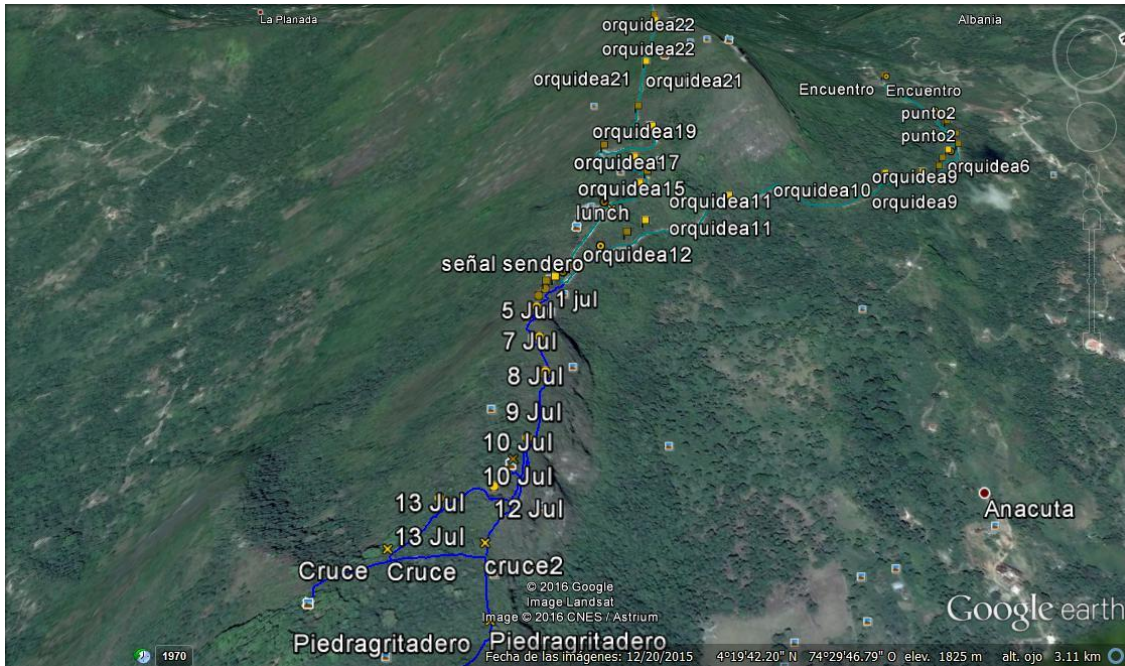 La Planada
Albania
orquidea22
orquidea22
orquidea21 orquidea21
Encuentro Encuentro
punto2
orquidea19
punto2
orquidea17
orquidea6
orquidea9
orquidea15
orquidea10
orquidea11
orquidea9
lunch
orquidea11
orquidea12
señal sendero
1 jul
5 Jul
7 Jul
8 Jul
9 Jul
10 Jul
10 Jul
13 Jul
12 Jul
Anacuta
13 Jul
cruce2
Cruce Cruce
© 2016 Google
Image Landsat
Image © 2016 CNES / Astrium
Google earth
Piedragritadero Piedragritadero
1970
Fecha de las imágenes: 12/20/2015 4°19'42.20" N 74°29'46.79" O elev. 1825 m alt. ojo 3.11 km